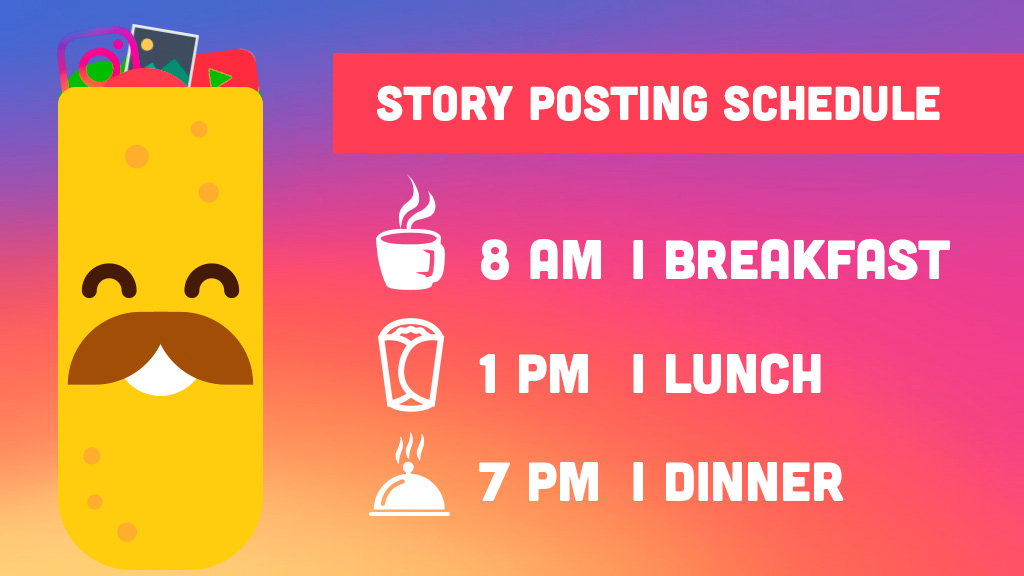 STORY POSTING SCHEDULE
8 AM | BREAKFAST
1 PM | LUNCH
7 PM | DINNER